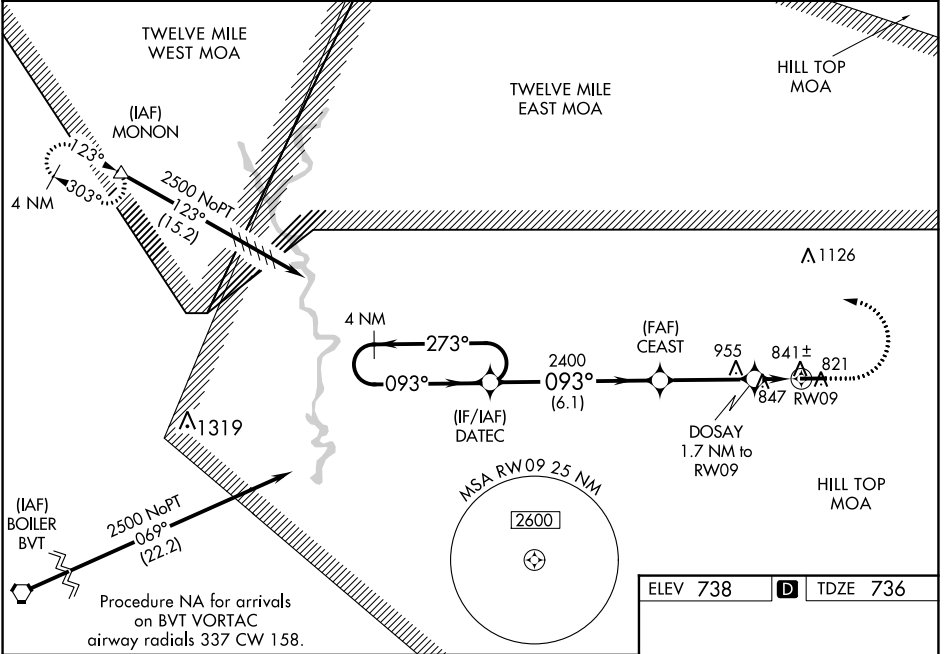 TWELVE MILE
WEST MOA
HILL TOP
MOA
TWELVE MILE
EAST MOA
(IAF)
MONON
123°
303°
4 NM
2500 NoPT
123°
(15.2)
1126
4 NM
273°
093°
(IF/IAF)
DATEC
2400
093°
(6.1)
(FAF)
CEAST
955
841±
821
847
RW09
DOSAY
1.7 NM to
RW09
1319
HILL TOP
MOA
MSA RW09 25 NM
2600
(IAF)
BOILER
BVT
2500 NoPT
069°
(22.2)
Procedure NA for arrivals
on BVT VORTAC
airway radials 337 CW 158.
ELEV 738 D TDZE 736